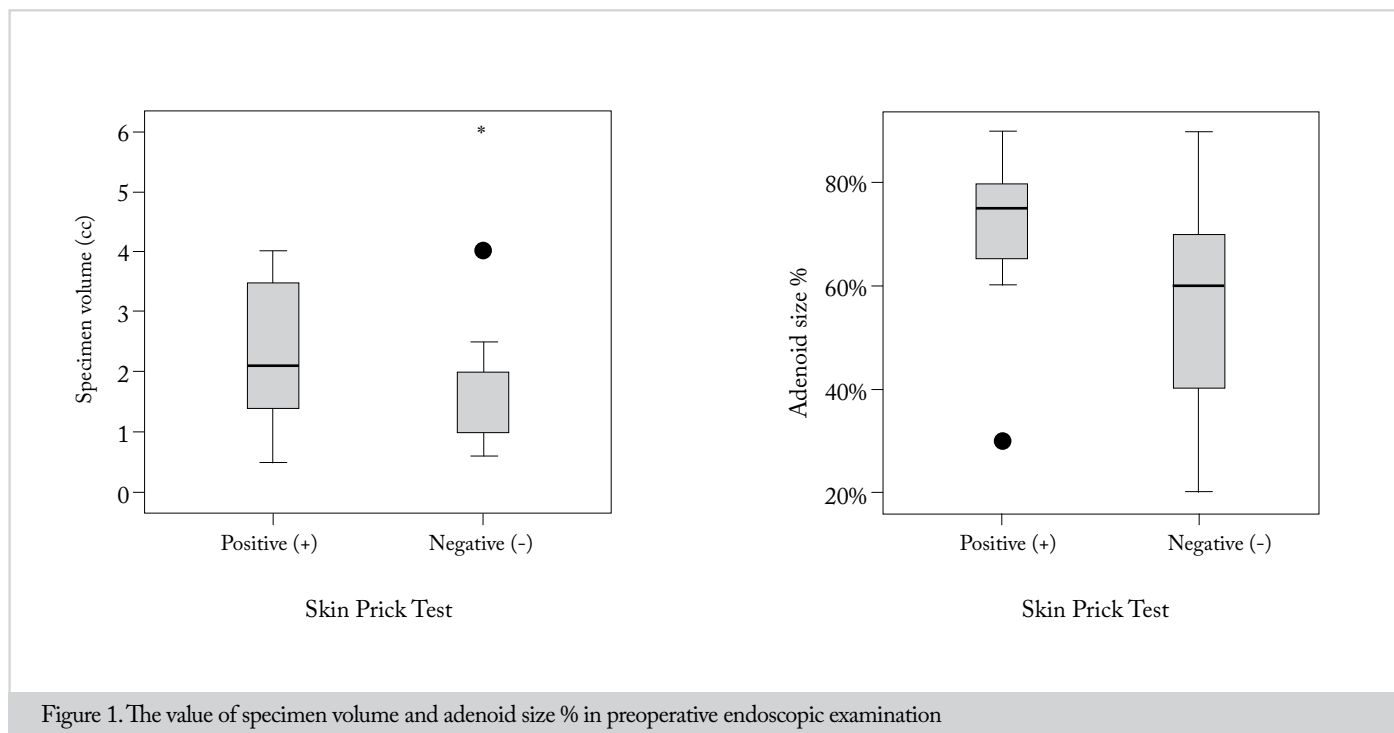 Specimen volume (cc)
6
5
4
3
2
1
0
*
Positive (+)
Negative (-)
Skin Prick Test
Adenoid size %
80%
60%
40%
20%
Positive (+)
Negative (-)
Skin Prick Test
Figure 1. The value of specimen volume and adenoid size % in preoperative endoscopic examination